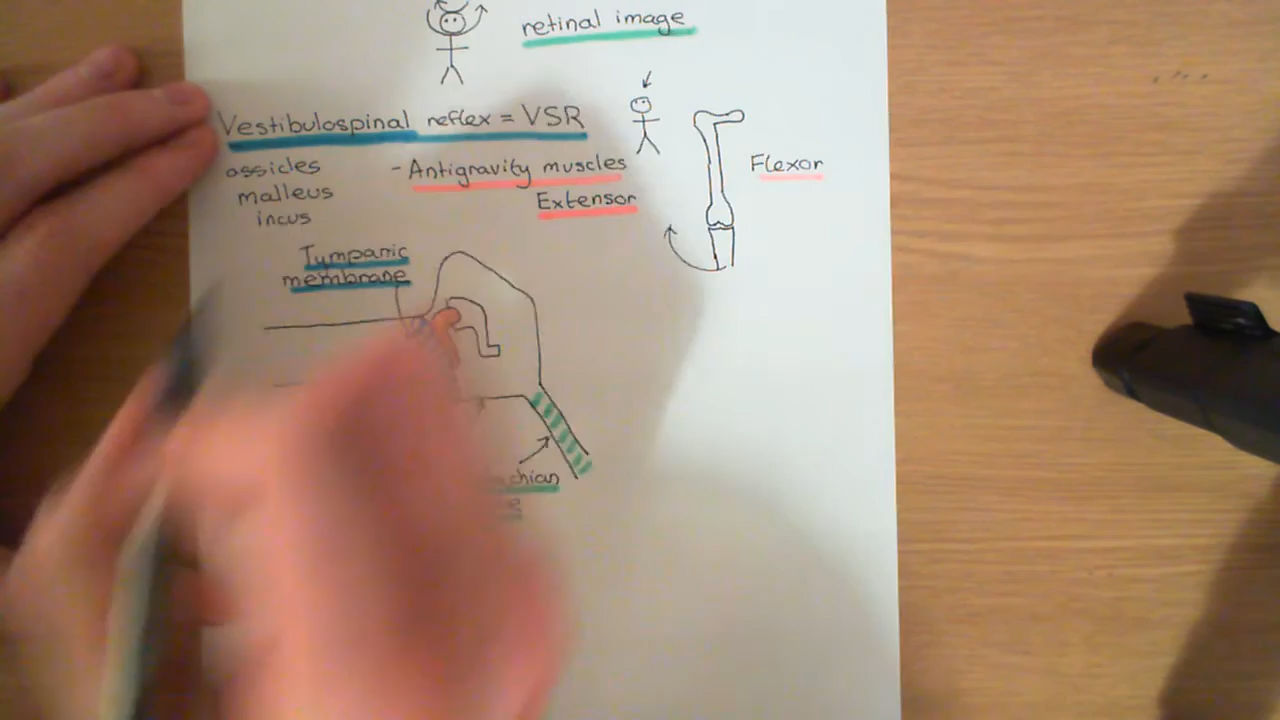 retinal image
Vestibulospinal reflex = VSR
ossicles
malleus
incus
- Antigravity muscles
Extensor
Flexor
Tympanic
membrane